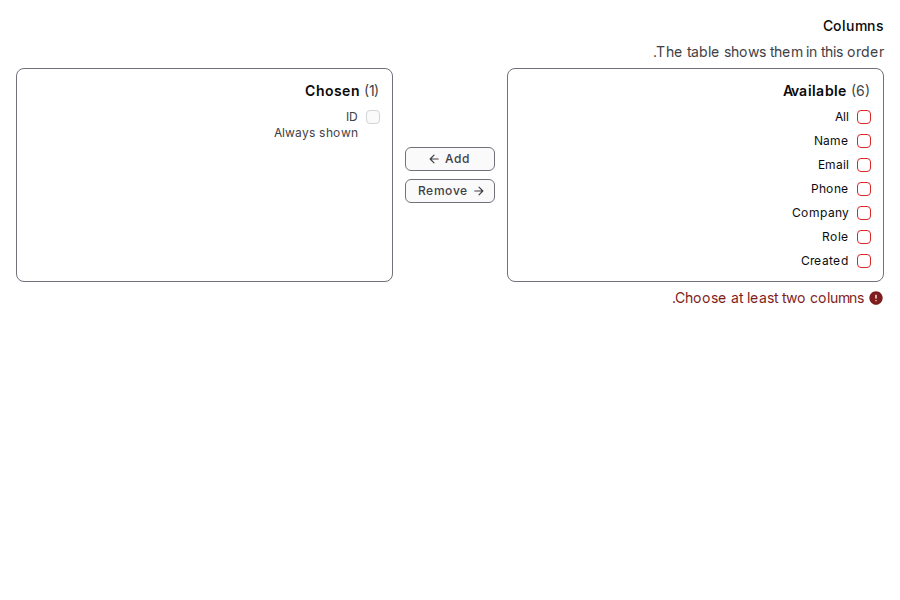 Columns
.The table shows them in this order
Available (6)
All
Name
Email
Phone
Company
Role
Created
Add
Remove
Chosen (1)
ID
Always shown
.Choose at least two columns